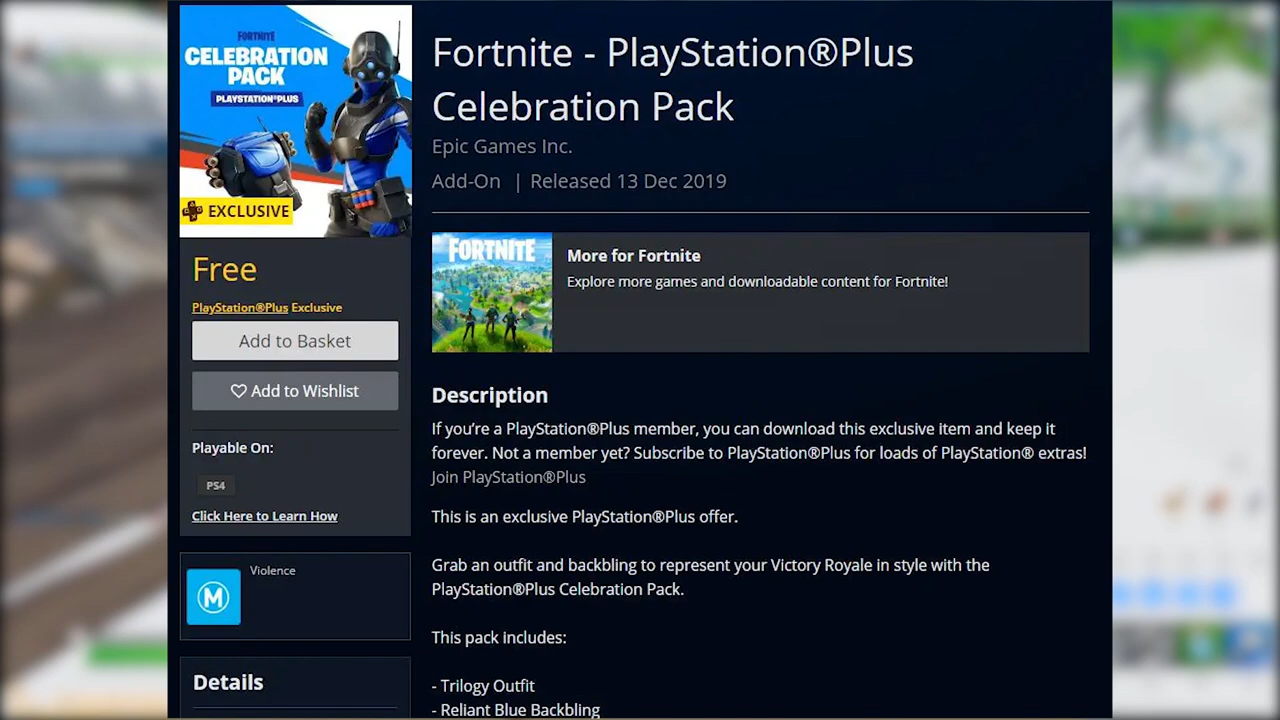 FORTNITE
CELEBRATION
PACK
PLAYSTATION®PLUS
EXCLUSIVE
Free
PlayStation®Plus Exclusive
Add to Basket
Add to Wishlist
Playable On:
PS4
Click Here to Learn How
M
Violence
Details
Fortnite - PlayStation®Plus
Celebration Pack
Epic Games Inc.
Add-On | Released 13 Dec 2019
FORTNITE
More for Fortnite
Explore more games and downloadable content for Fortnite!
Description
If you’re a PlayStation®Plus member, you can download this exclusive item and keep it
forever. Not a member yet? Subscribe to PlayStation®Plus for loads of PlayStation® extras!
Join PlayStation®Plus
This is an exclusive PlayStation®Plus offer.
Grab an outfit and backbling to represent your Victory Royale in style with the
PlayStation®Plus Celebration Pack.
This pack includes:
- Trilogy Outfit
- Reliant Blue Backbling